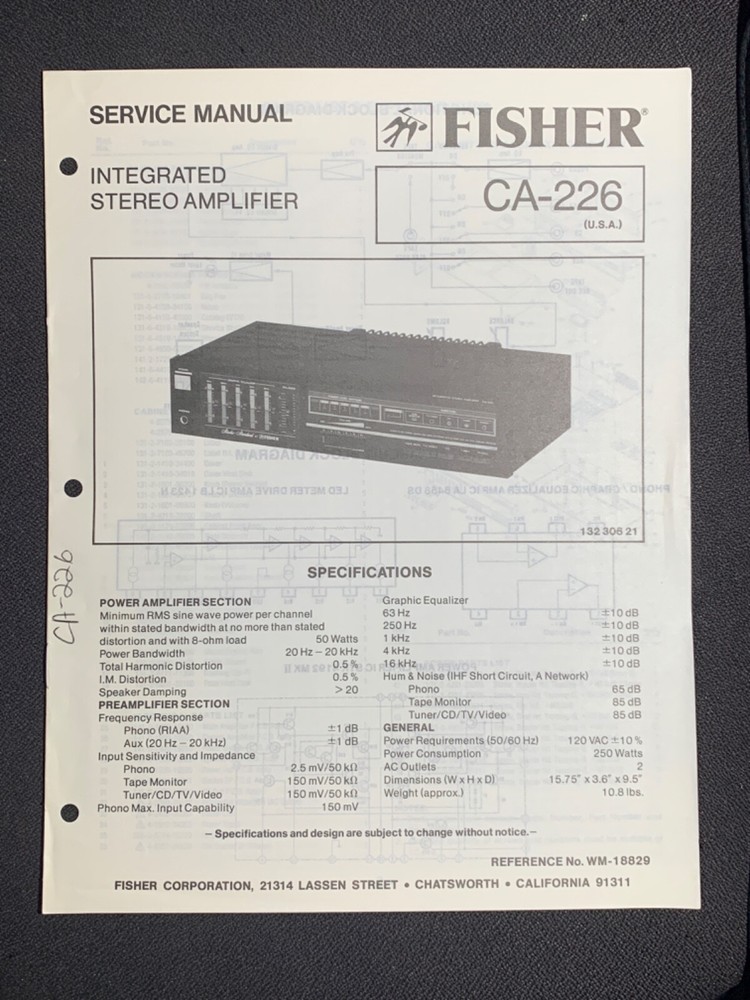 SERVICE MANUAL
FISHER®
INTEGRATED
STEREO AMPLIFIER
CA-226
(U.S.A.)
132 306 21
CA-226
SPECIFICATIONS
POWER AMPLIFIER SECTION
Minimum RMS sine wave power per channel
within stated bandwidth at no more than stated
distortion and with 8-ohm load 50 Watts
Power Bandwidth 20 Hz – 20 kHz
Total Harmonic Distortion 0.5 %
I.M. Distortion 0.5 %
Speaker Damping > 20
PREAMPLIFIER SECTION
Frequency Response
Phono (RIAA) ±1 dB
Aux (20 Hz – 20 kHz) ±1 dB
Input Sensitivity and Impedance
Phono 2.5 mV/50 kΩ
Tape Monitor 150 mV/50 kΩ
Tuner/CD/TV/Video 150 mV/50 kΩ
Phono Max. Input Capability 150 mV
Graphic Equalizer
63 Hz ±10 dB
250 Hz ±10 dB
1 kHz ±10 dB
4 kHz ±10 dB
16 kHz ±10 dB
Hum & Noise (IHF Short Circuit, A Network)
Phono 65 dB
Tape Monitor 85 dB
Tuner/CD/TV/Video 85 dB
GENERAL
Power Requirements (50/60 Hz) 120 VAC ±10 %
Power Consumption 250 Watts
AC Outlets 2
Dimensions (W x H x D) 15.75" x 3.6" x 9.5"
Weight (approx.) 10.8 lbs.
– Specifications and design are subject to change without notice. –
REFERENCE No. WM-18829
FISHER CORPORATION, 21314 LASSEN STREET • CHATSWORTH • CALIFORNIA 91311